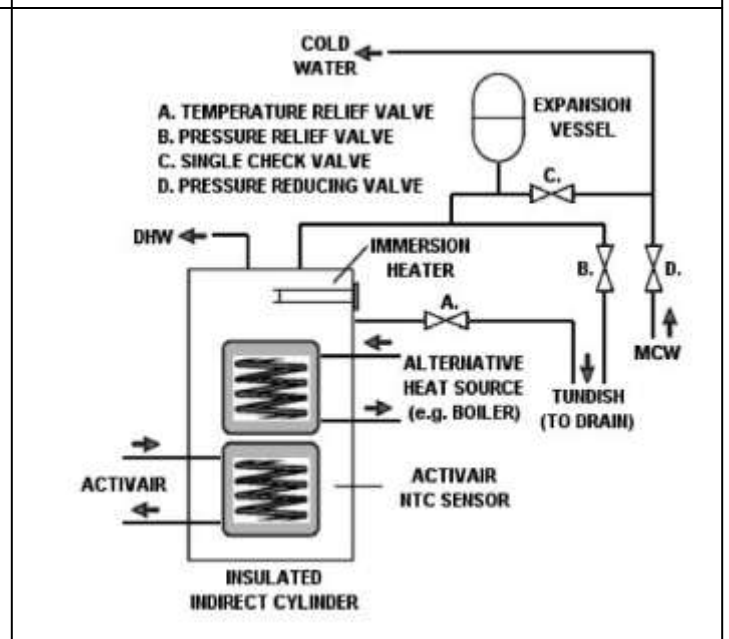 COLD
WATER
A. TEMPERATURE RELIEF VALVE
B. PRESSURE RELIEF VALVE
C. SINGLE CHECK VALVE
D. PRESSURE REDUCING VALVE
EXPANSION
VESSEL
C.
DHW
IMMERSION
HEATER
B.
D.
A.
MCW
ALTERNATIVE
HEAT SOURCE
(e.g. BOILER)
TUNDISH
(TO DRAIN)
ACTIVAIR
ACTIVAIR
NTC SENSOR
INSULATED
INDIRECT CYLINDER